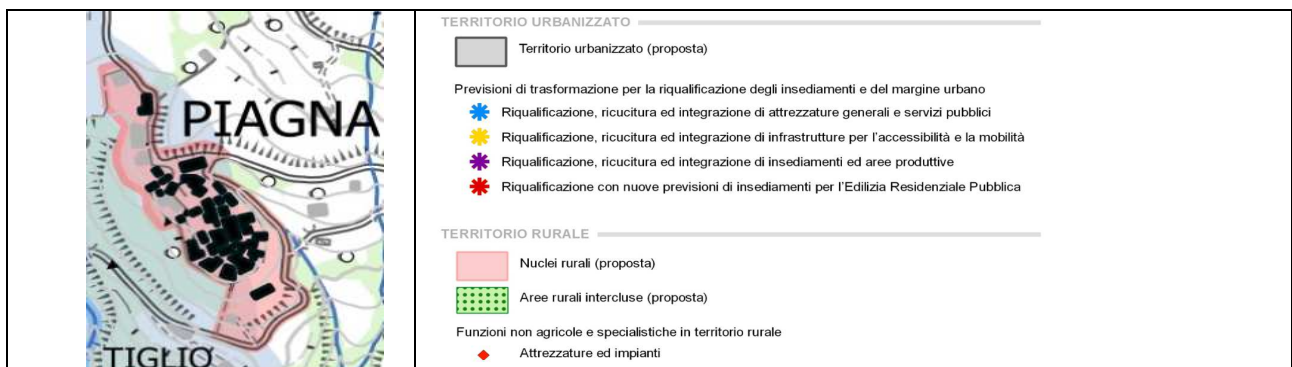 PIAGNA
TIGLIO
TERRITORIO URBANIZZATO
Territorio urbanizzato (proposta)
Previsioni di trasformazione per la riqualificazione degli insediamenti e del margine urbano
Riqualificazione, ricucitura ed integrazione di attrezzature generali e servizi pubblici
Riqualificazione, ricucitura ed integrazione di infrastrutture per l'accessibilità e la mobilità
Riqualificazione, ricucitura ed integrazione di insediamenti ed aree produttive
Riqualificazione con nuove previsioni di insediamenti per l'Edilizia Residenziale Pubblica
TERRITORIO RURALE
Nuclei rurali (proposta)
Aree rurali intercluse (proposta)
Funzioni non agricole e specialistiche in territorio rurale
Attrezzature ed impianti